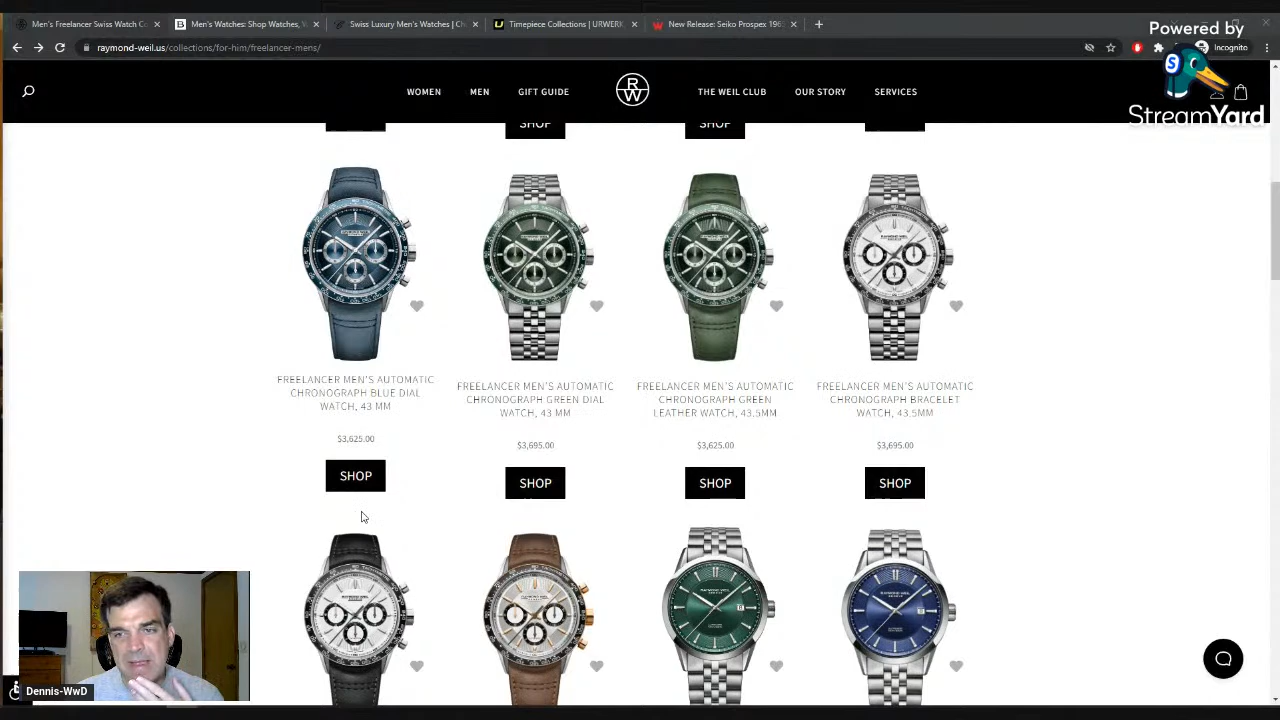 Men's Freelancer Swiss Watch Co
Men's Watches: Shop Watches,
Swiss Luxury Men's Watches | Ch
Timepiece Collections | URWERK
New Release: Seiko Prospex 196
Powered by
StreamYard
raymond-weil.us/collections/for-him/freelancer-mens/
Incognito
WOMEN
MEN
GIFT GUIDE
RW
THE WEIL CLUB
OUR STORY
SERVICES
SHOP
SHOP
FREELANCER MEN'S AUTOMATIC
CHRONOGRAPH BLUE DIAL
WATCH, 43 MM
$3,625.00
SHOP
FREELANCER MEN'S AUTOMATIC
CHRONOGRAPH GREEN DIAL
WATCH, 43 MM
$3,695.00
SHOP
FREELANCER MEN'S AUTOMATIC
CHRONOGRAPH GREEN
LEATHER WATCH, 43.5MM
$3,625.00
SHOP
FREELANCER MEN'S AUTOMATIC
CHRONOGRAPH BRACELET
WATCH, 43.5MM
$3,695.00
SHOP
RAYMOND WEIL
RAYMOND WEIL
Dennis-WwD